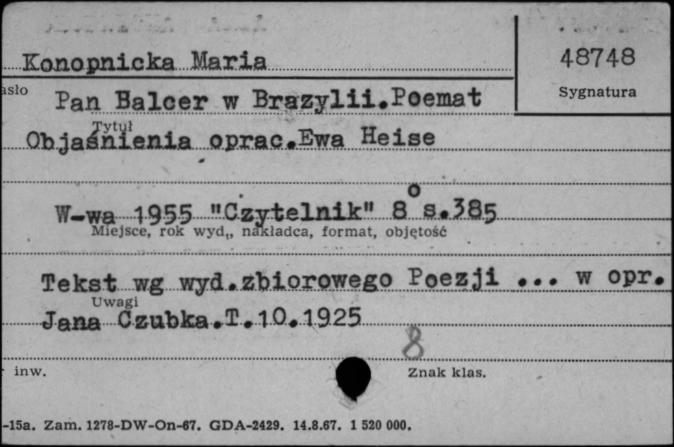 Konopnicka Maria
48748
Sygnatura
asło
Pan Balcer w Brazylii.Poemat
Tytuł
Objaśnienia oprac.Ewa Heise
W-wa 1955 "Czytelnik" 8° s.385
Miejsce, rok wyd„ nakładca, format, objętość
Tekst wg wyd.zbiorowego Poezji ... w opr.
Uwagi
Jana Czubka.T.10.1925
8
inw.
Znak klas.
-15a. Zam. 1278-DW-On-67. GDA-2429. 14.8.67. 1 520 000.